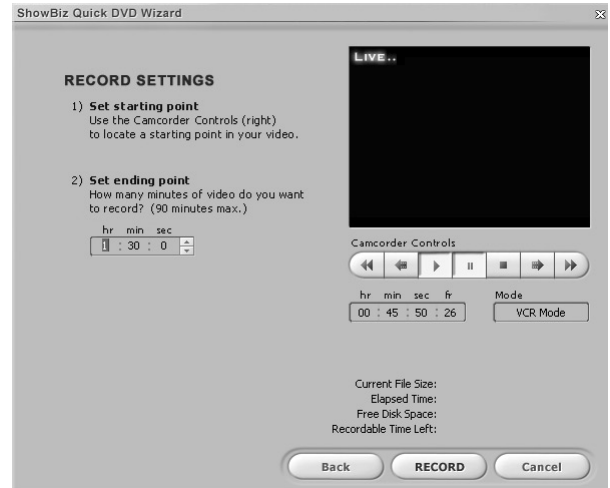 ShowBiz Quick DVD Wizard
RECORD SETTINGS
1) Set starting point
Use the Camcorder Controls (right)
to locate a starting point in your video.
2) Set ending point
How many minutes of video do you want
to record? (90 minutes max.)
hr min sec
1 : 30 : 0
LIVE..
Camcorder Controls
hr min sec fr
00 : 45 : 50 : 26
Mode
VCR Mode
Current File Size:
Elapsed Time:
Free Disk Space:
Recordable Time Left:
Back
RECORD
Cancel